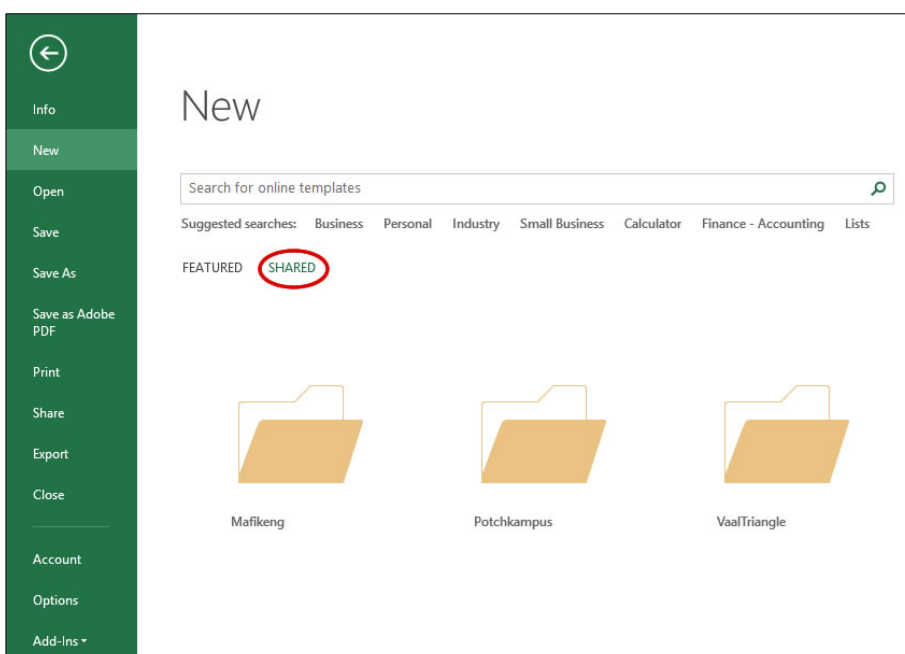 Info
New
Open
Save
Save As
Save as Adobe
PDF
Print
Share
Export
Close
Account
Options
Add-Ins
New
Search for online templates
Suggested searches: Business Personal Industry Small Business Calculator Finance - Accounting Lists
FEATURED SHARED
Mafikeng Potchkampus VaalTriangle